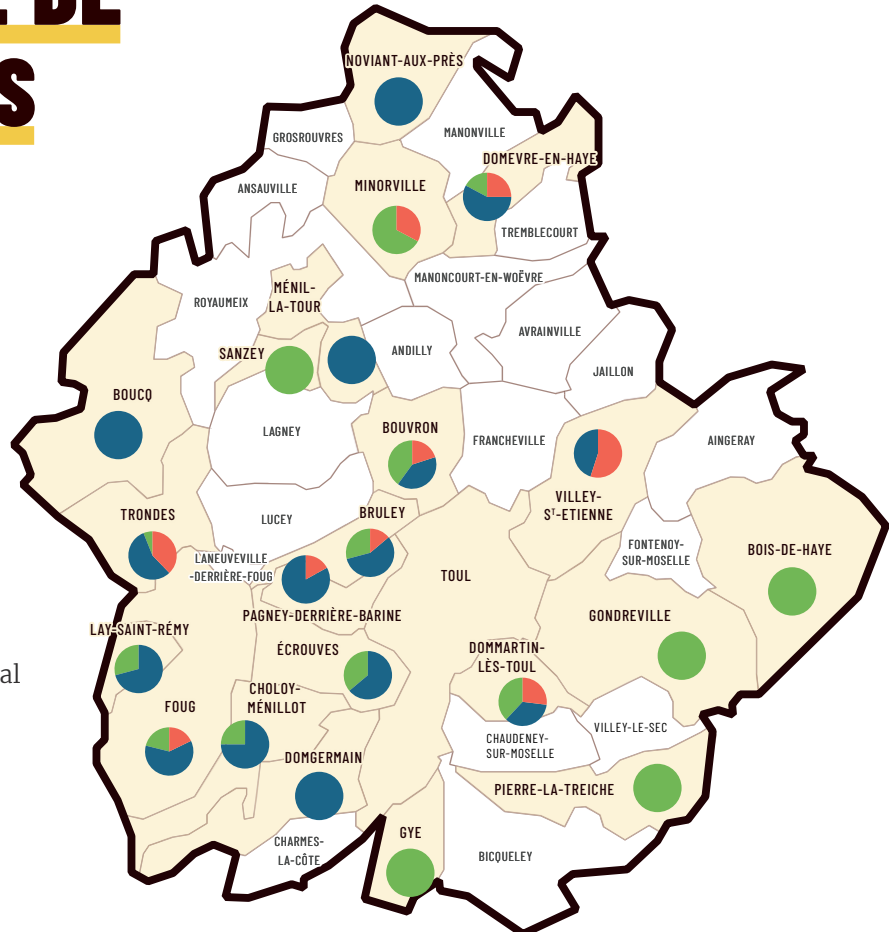 E DE
S
NOVIANT-AUX-PRÈS
GROSROUVRES
MANONVILLE
DOMEVRE-EN-HAYE
ANSAUVILLE
MINORVILLE
TREMBLECOURT
MANONCOURT-EN-WOËVRE
MÉNIL-
LA-TOUR
ROYAUMEIX
AVRAINVILLE
SANZEY
ANDILLY
JAILLON
BOUCQ
LAGNEY
BOUVRON
FRANCHEVILLE
AINGERAY
VILLEY-
Sᵀ-ETIENNE
TRONDES
LUCEY
BRULEY
LANEUVEVILLE
-DERRIÈRE-FOUG
FONTENOY-
SUR-MOSELLE
BOIS-DE-HAYE
TOUL
PAGNEY-DERRIÈRE-BARINE
GONDREVILLE
LAY-SAINT-RÉMY
ÉCROUVES
DOMMARTIN-
LÈS-TOUL
al
CHOLOY-
MÉNILLOT
FOUG
VILLEY-LE-SEC
CHAUDENEY-
SUR-MOSELLE
DOMGERMAIN
PIERRE-LA-TREICHE
GYE
CHARMES-
LA-CÔTE
BICQUELEY